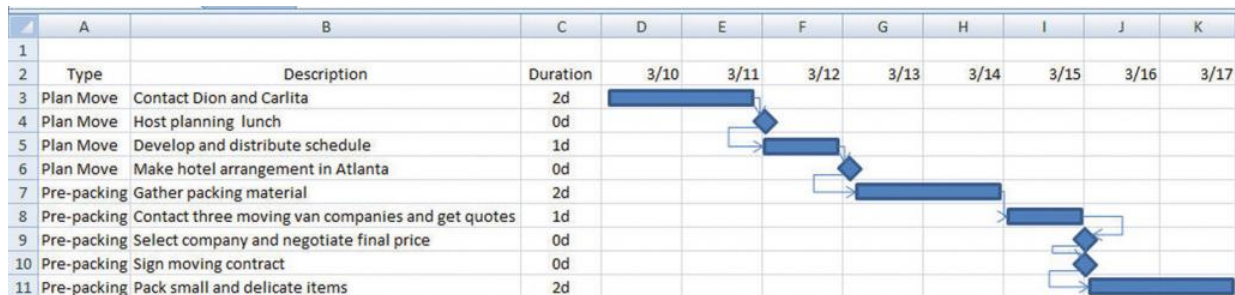 A B C D E F G H I J K
1
2 Type Description Duration 3/10 3/11 3/12 3/13 3/14 3/15 3/16 3/17
3 Plan Move Contact Dion and Carlita 2d
4 Plan Move Host planning lunch 0d
5 Plan Move Develop and distribute schedule 1d
6 Plan Move Make hotel arrangement in Atlanta 0d
7 Pre-packing Gather packing material 2d
8 Pre-packing Contact three moving van companies and get quotes 1d
9 Pre-packing Select company and negotiate final price 0d
10 Pre-packing Sign moving contract 0d
11 Pre-packing Pack small and delicate items 2d